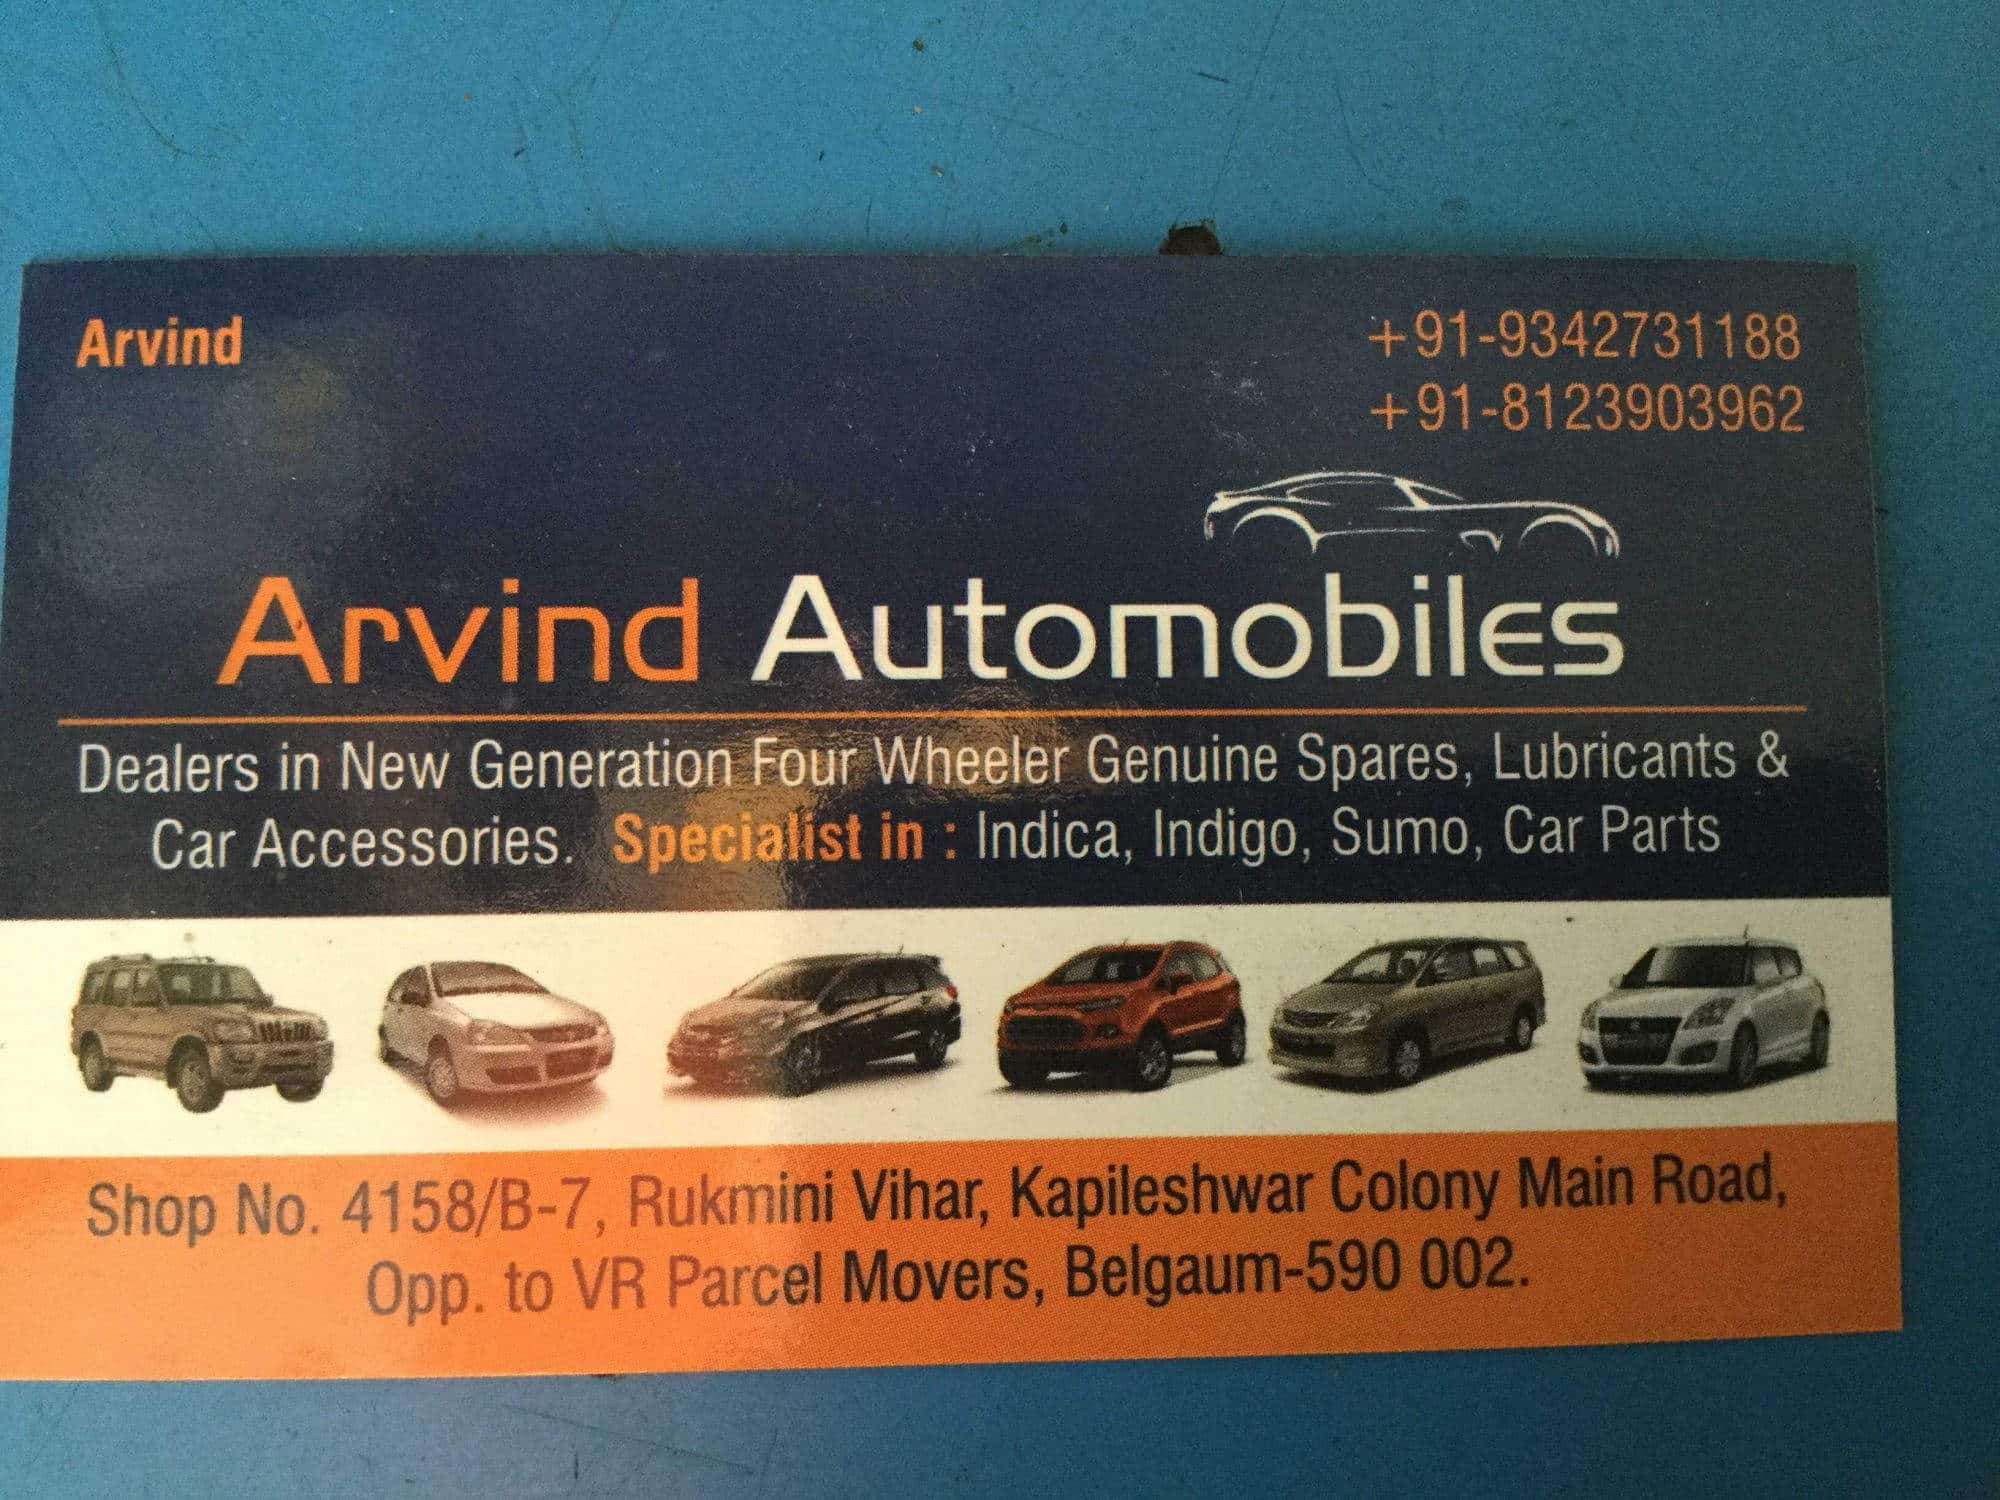 Arvind
+91-9342731188
+91-8123903962
Arvind Automobiles
Dealers in New Generation Four Wheeler Genuine Spares, Lubricants &
Car Accessories. Specialist in : Indica, Indigo, Sumo, Car Parts
Shop No. 4158/B-7, Rukmini Vihar, Kapileshwar Colony Main Road,
Opp. to VR Parcel Movers, Belgaum-590 002.